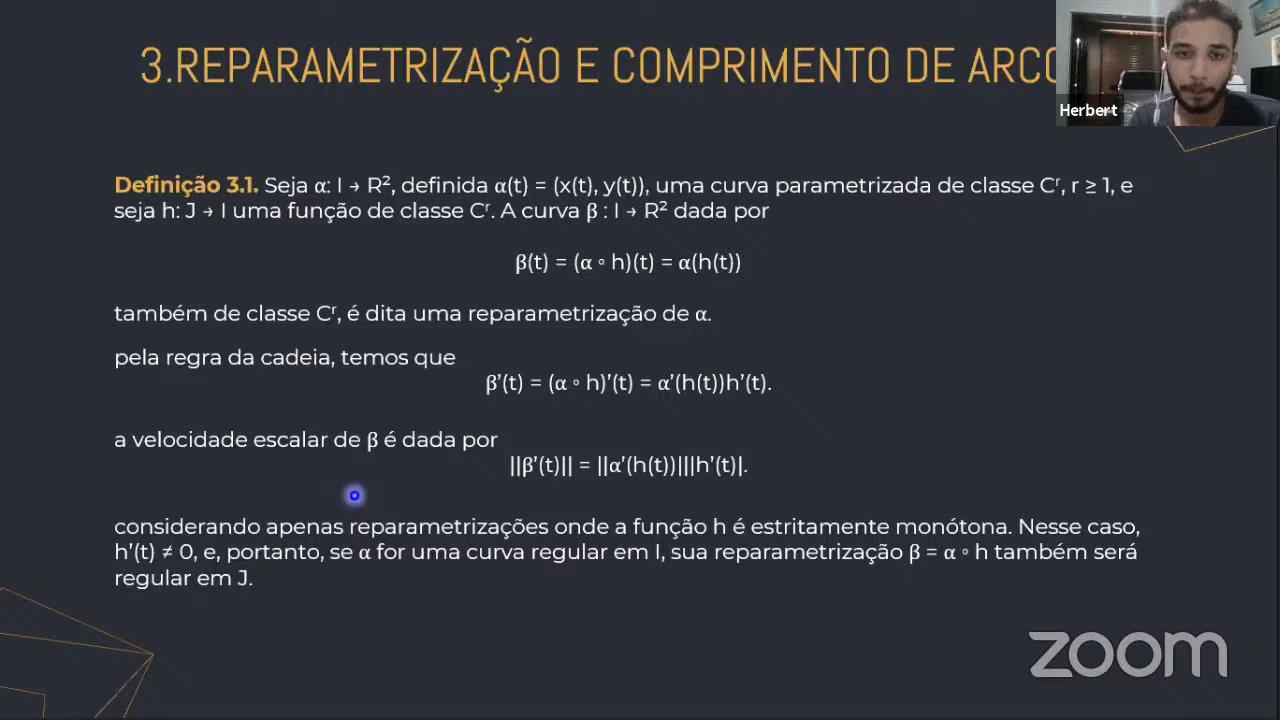 3.REPARAMETRIZAÇÃO E COMPRIMENTO DE ARCO
Herbert
Definição 3.1. Seja α: I → R², definida α(t) = (x(t), y(t)), uma curva parametrizada de classe Cʳ, r ≥ 1, e
seja h: J → I uma função de classe Cʳ. A curva β : I → R² dada por
β(t) = (α ∘ h)(t) = α(h(t))
também de classe Cʳ, é dita uma reparametrização de α.
pela regra da cadeia, temos que
β’(t) = (α ∘ h)’(t) = α’(h(t))h’(t).
a velocidade escalar de β é dada por
||β’(t)|| = ||α’(h(t))|||h’(t)|.
considerando apenas reparametrizações onde a função h é estritamente monótona. Nesse caso,
h’(t) ≠ 0, e, portanto, se α for uma curva regular em I, sua reparametrização β = α ∘ h também será
regular em J.
zoom